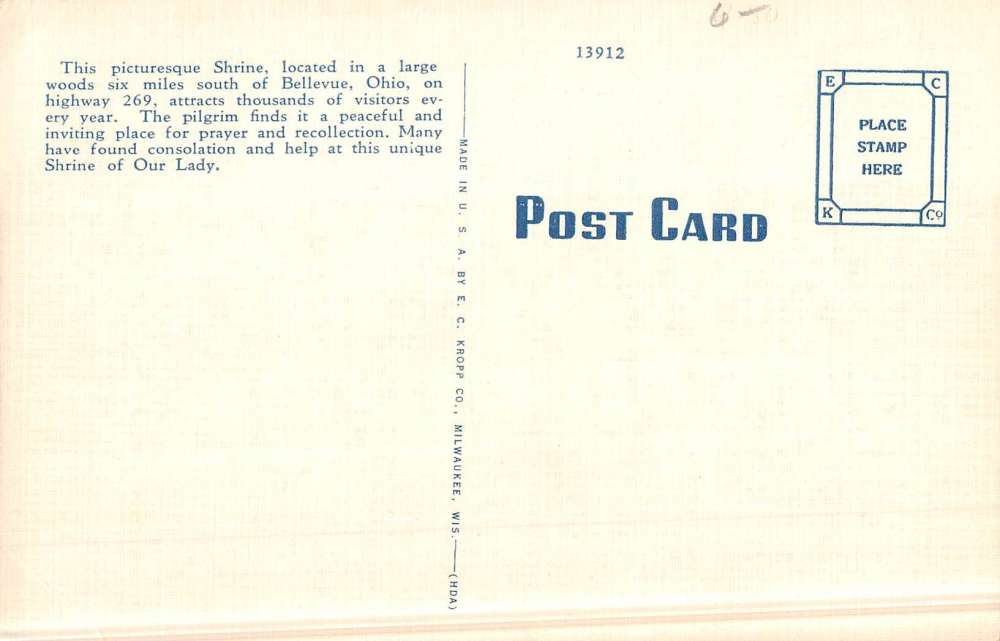 This picturesque Shrine, located in a large
woods six miles south of Bellevue, Ohio, on
highway 269, attracts thousands of visitors ev-
ery year. The pilgrim finds it a peaceful and
inviting place for prayer and recollection. Many
have found consolation and help at this unique
Shrine of Our Lady.
MADE IN U. S. A. BY E. C. KROPP CO., MILWAUKEE, WIS. (HDA)
13912
POST CARD
E C
PLACE
STAMP
HERE
K Co